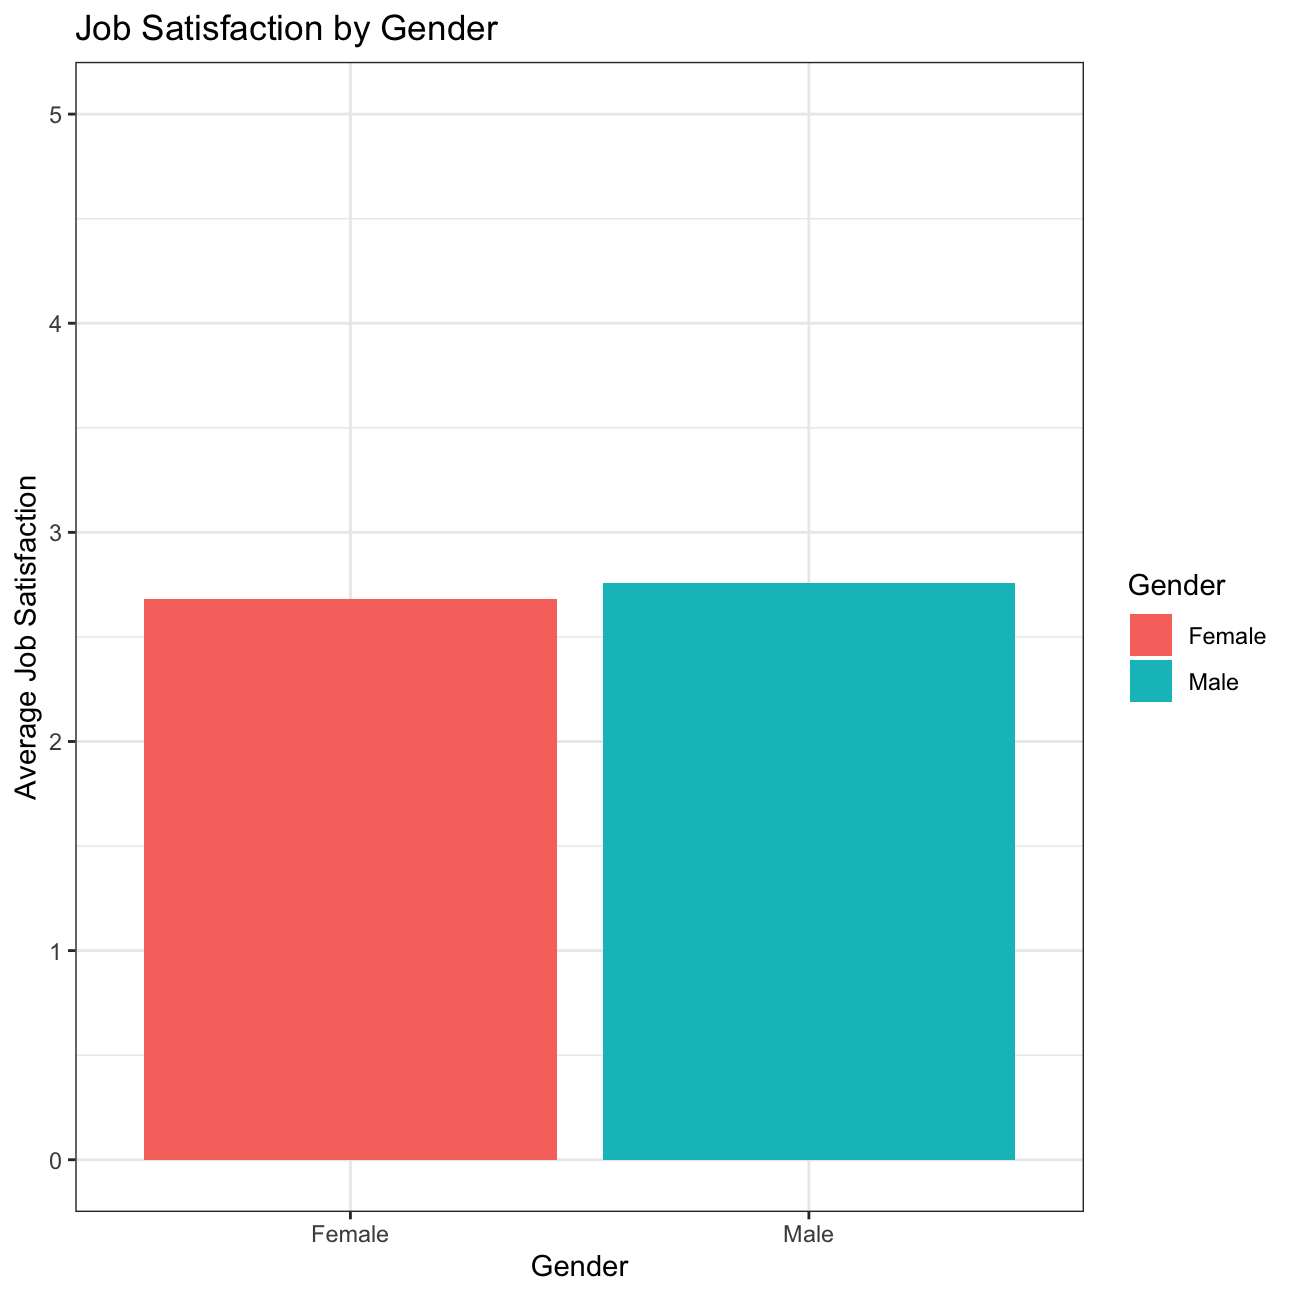 Job Satisfaction by Gender
Average Job Satisfaction
5
4
3
2
1
0
Female
Male
Gender
Gender
Female
Male